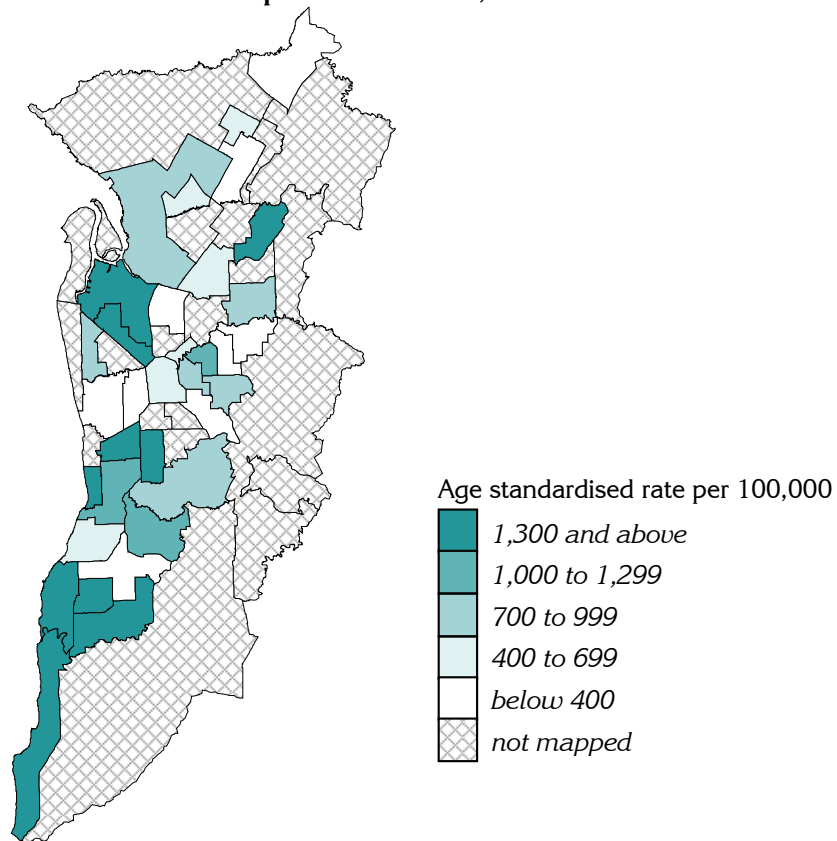 Age standardised rate per 100,000
1,300 and above
1,000 to 1,299
700 to 999
400 to 699
below 400
not mapped